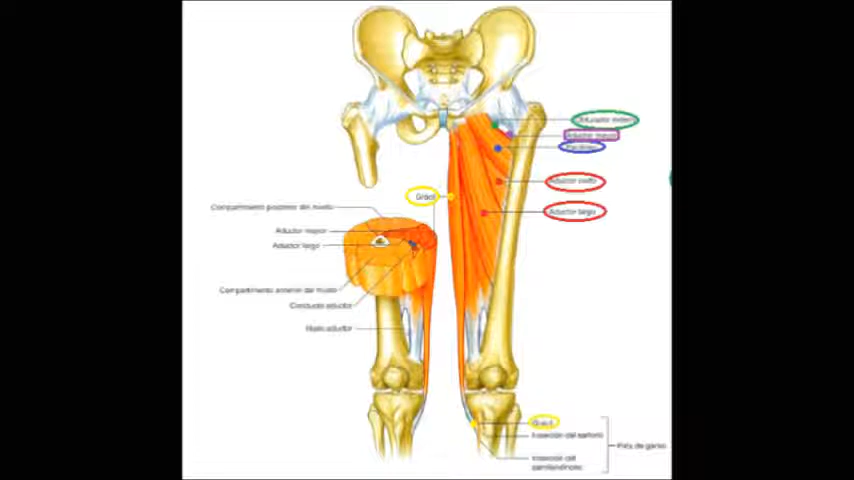 Obturador externo
Aductor mayor
Pectíneo
Aductor corto
Grácil
Compartimento posterior del muslo
Aductor largo
Aductor mayor
Aductor largo
Compartimento anterior del muslo
Conducto aductor
Hiato aductor
Grácil
Inserción del sartorio
Pata de ganso
Inserción del
semitendinoso